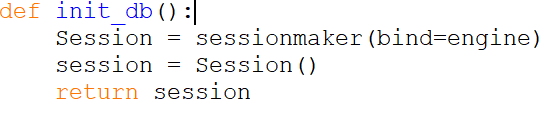 def init_db():
    Session = sessionmaker(bind=engine)
    session = Session()
    return session